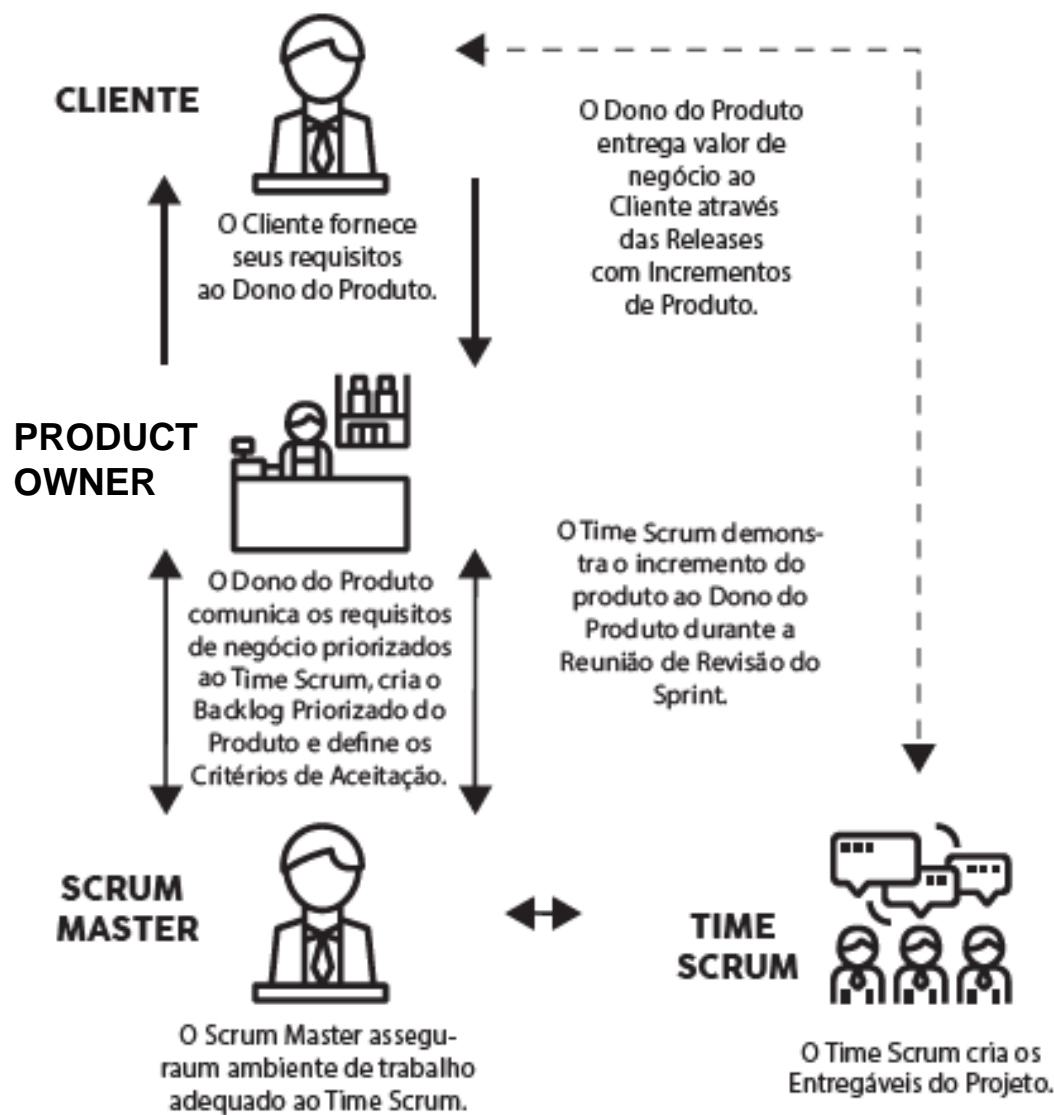 CLIENTE
O Cliente fornece
seus requisitos
ao Dono do Produto.
O Dono do Produto
entrega valor de
negócio ao
Cliente através
das Releases
com Incrementos
de Produto.
PRODUCT
OWNER
O Dono do Produto
comunica os requisitos
de negócio priorizados
ao Time Scrum, cria o
Backlog Priorizado do
Produto e define os
Critérios de Aceitação.
O Time Scrum demons-
tra o incremento do
produto ao Dono do
Produto durante a
Reunião de Revisão do
Sprint.
SCRUM
MASTER
O Scrum Master assegu-
raum ambiente de trabalho
adequado ao Time Scrum.
TIME
SCRUM
O Time Scrum cria os
Entregáveis do Projeto.